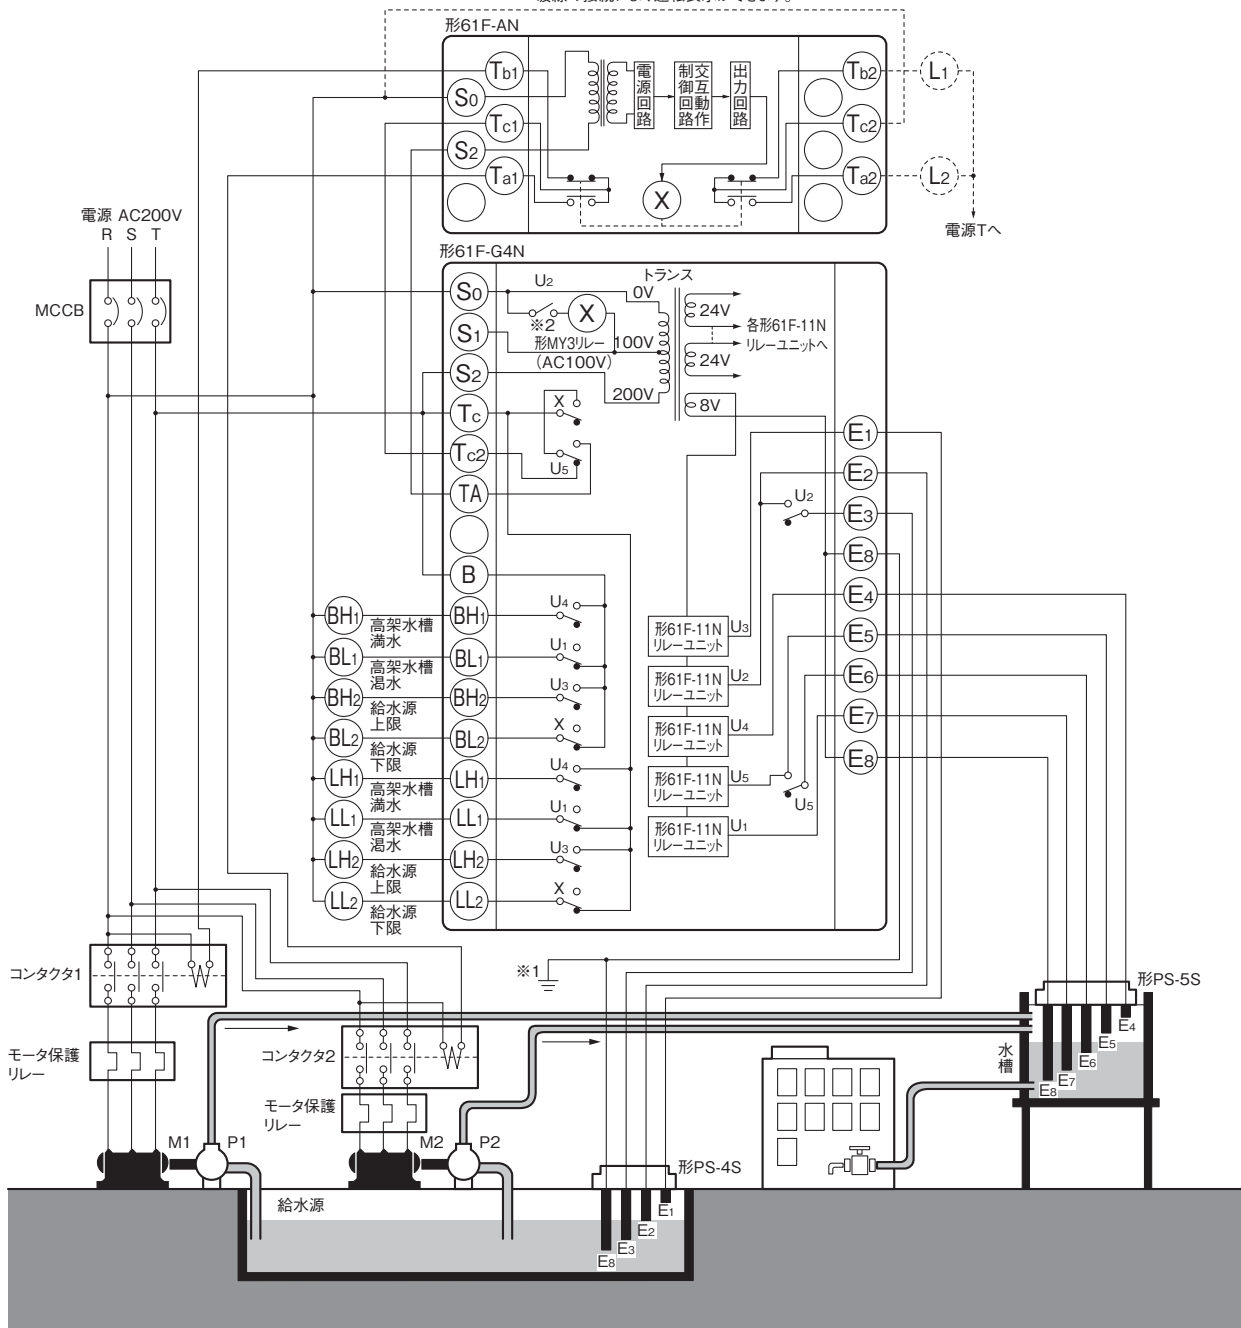 形61F-AN
Tb1
S0
Tc1
S2
Ta1
電源回路
交互動作
制御回路
出力回路
X
Tb2
Tc2
Ta2
L1
L2
電源Tへ
電源 AC200V
R S T
MCCB
形61F-G4N
S0
S1
S2
Tc
Tc2
TA
B
U2
※2
X
形MY3リレー
(AC100V)
トランス
0V
100V
200V
24V
24V
8V
各形61F-11N
リレーユニットへ
X
U5
E1
E2
E3
E8
E4
E5
E6
E7
E8
U2
BH1
高架水槽
満水
BH1
U4
BL1
高架水槽
渇水
BL1
U1
BH2
給水源
上限
BH2
U3
BL2
給水源
下限
BL2
X
LH1
高架水槽
満水
LH1
U4
LL1
高架水槽
渇水
LL1
U1
LH2
給水源
上限
LH2
U3
LL2
給水源
下限
LL2
X
形61F-11N
リレーユニット
U3
形61F-11N
リレーユニット
U2
形61F-11N
リレーユニット
U4
形61F-11N
リレーユニット
U5
U5
形61F-11N
リレーユニット
U1
※1
コンタクタ1
モータ保護
リレー
コンタクタ2
モータ保護
リレー
M1
P1
M2
P2
形PS-4S
形PS-5S
水槽
E4
E5
E6
E7
E8
給水源
E1
E2
E3
E8